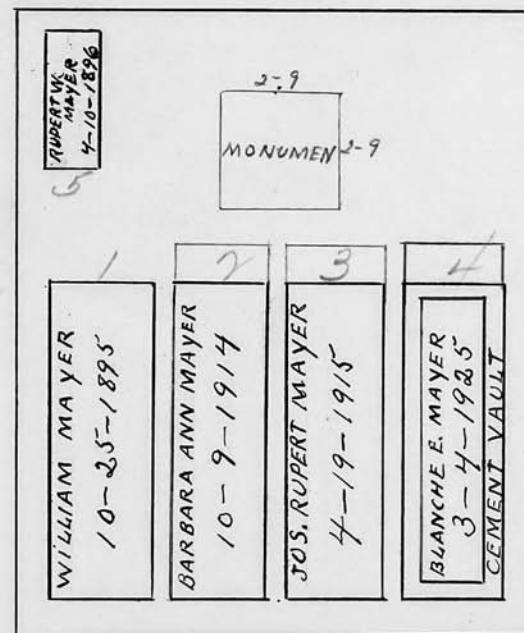 RUPERT W.
MAYER
4-10-1896
5
2-9
MONUMEN
2-9
1
2
3
4
WILLIAM MAYER
10-25-1895
BARBARA ANN MAYER
10-9-1914
JOS. RUPERT MAYER
4-19-1915
BLANCHE E. MAYER
3-4-1925
CEMENT VAULT